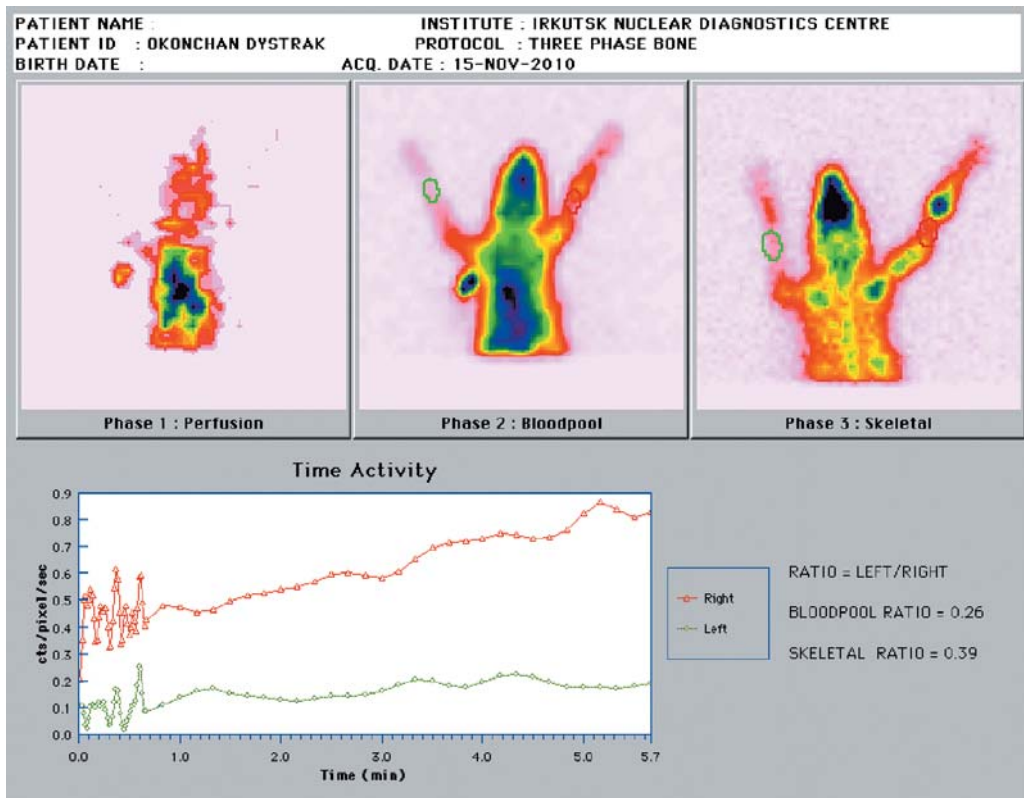 PATIENT NAME : INSTITUTE : IRKUTSK NUCLEAR DIAGNOSTICS CENTRE
PATIENT ID : OKONCHAN DYSTRAK PROTOCOL : THREE PHASE BONE
BIRTH DATE : ACQ. DATE : 15-NOV-2010
Phase 1 : Perfusion
Phase 2 : Bloodpool
Phase 3 : Skeletal
Time Activity
cts/pixel/sec
0.9
0.8
0.7
0.6
0.5
0.4
0.3
0.2
0.1
0.0
0.0 1.0 2.0 3.0 4.0 5.0 5.7
Time (min)
Right
Left
RATIO = LEFT/RIGHT
BLOODPOOL RATIO = 0.26
SKELETAL RATIO = 0.39